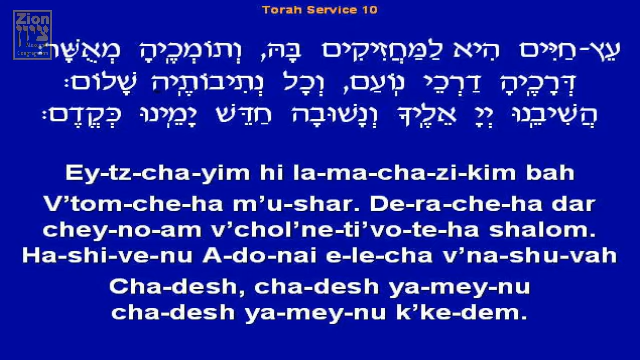 Torah Service 10
Zion
עֵץ-חַיִּים הִיא לַמַּחֲזִיקִים בָּהּ, וְתוֹמְכֶיהָ מְאֻשָּׁר:
דְּרָכֶיהָ דַרְכֵי נֹעַם, וְכָל נְתִיבוֹתֶיהָ שָׁלוֹם:
הֲשִׁיבֵנוּ יְיָ אֵלֶיךָ וְנָשׁוּבָה חַדֵּשׁ יָמֵינוּ כְּקֶדֶם:
Ey-tz-cha-yim hi la-ma-cha-zi-kim bah
V’tom-che-ha m’u-shar. De-ra-che-ha dar
chey-no-am v’chol’ne-ti’vo-te-ha shalom.
Ha-shi-ve-nu A-do-nai e-le-cha v’na-shu-vah
Cha-desh, cha-desh ya-mey-nu
cha-desh ya-mey-nu k’ke-dem.